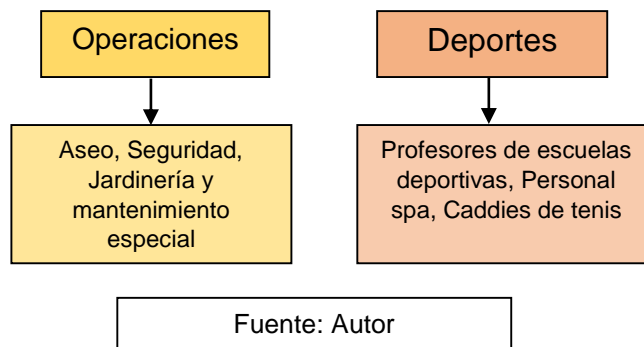 Operaciones
Deportes
Aseo, Seguridad,
Jardinería y
mantenimiento
especial
Profesores de escuelas
deportivas, Personal
spa, Caddies de tenis
Fuente: Autor